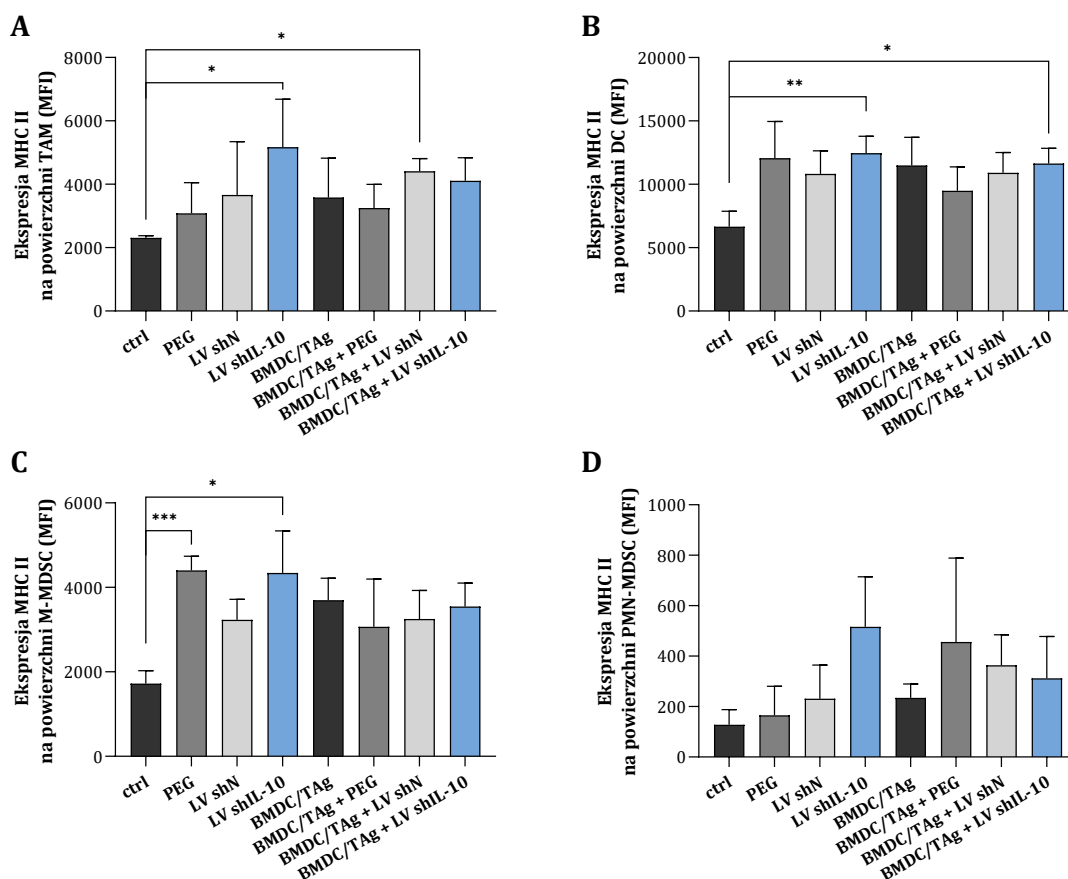 A
Ekspresja MHC II
na powierzchni TAM (MFI)
8000
6000
4000
2000
0
*
*
ctrl
PEG
LV shN
LV shIL-10
BMDC/TAg
BMDC/TAg + PEG
BMDC/TAg + LV shN
BMDC/TAg + LV shIL-10
B
Ekspresja MHC II
na powierzchni DC (MFI)
20000
15000
10000
5000
0
*
**
ctrl
PEG
LV shN
LV shIL-10
BMDC/TAg
BMDC/TAg + PEG
BMDC/TAg + LV shN
BMDC/TAg + LV shIL-10
C
Ekspresja MHC II
na powierzchni M-MDSC (MFI)
6000
4000
2000
0
*
***
ctrl
PEG
LV shN
LV shIL-10
BMDC/TAg
BMDC/TAg + PEG
BMDC/TAg + LV shN
BMDC/TAg + LV shIL-10
D
Ekspresja MHC II
na powierzchni PMN-MDSC (MFI)
1000
800
600
400
200
0
ctrl
PEG
LV shN
LV shIL-10
BMDC/TAg
BMDC/TAg + PEG
BMDC/TAg + LV shN
BMDC/TAg + LV shIL-10